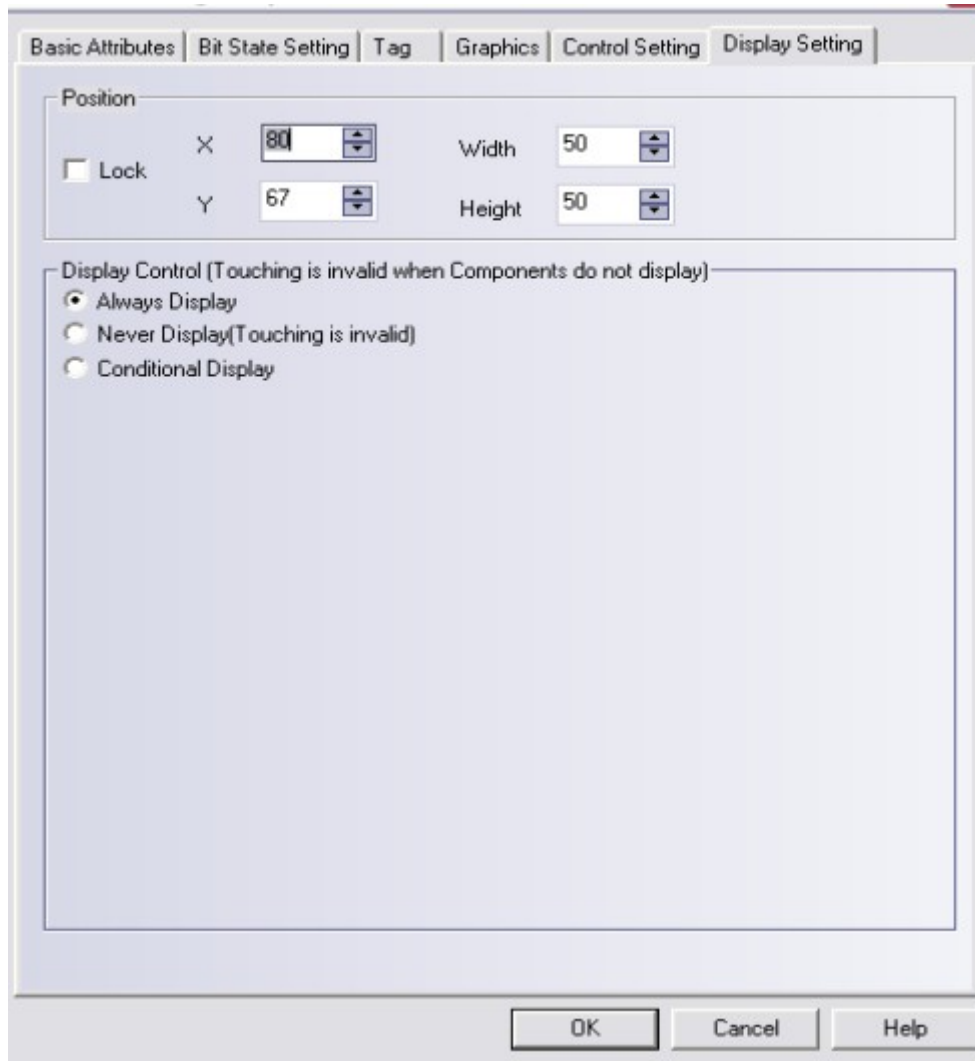 Basic Attributes Bit State Setting Tag Graphics Control Setting Display Setting
Position
X 80 Width 50
Lock
Y 67 Height 50
Display Control (Touching is invalid when Components do not display)
Always Display
Never Display(Touching is invalid)
Conditional Display
OK Cancel Help